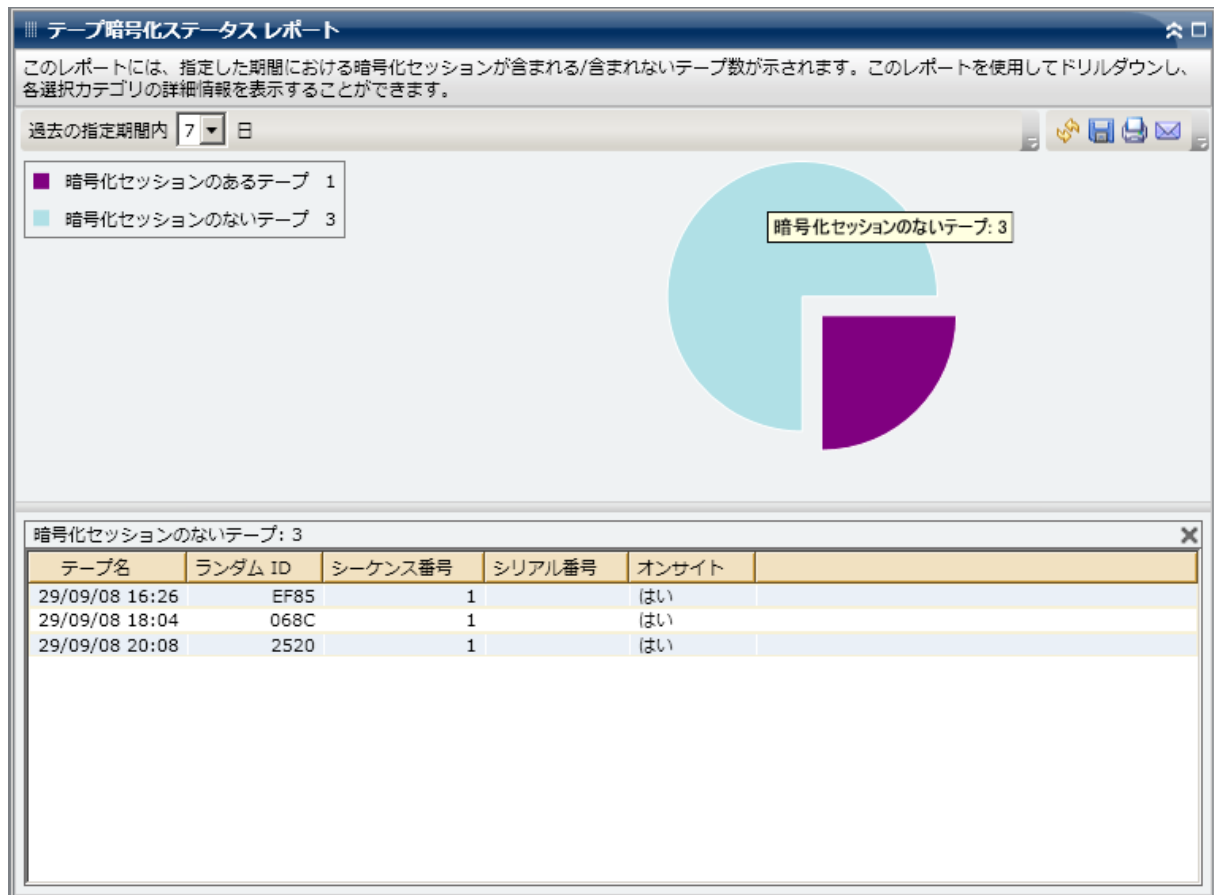 テープ暗号化ステータス レポート
このレポートには、指定した期間における暗号化セッションが含まれる/含まれないテープ数が示されます。このレポートを使用してドリルダウンし、
各選択カテゴリの詳細情報を表示することができます。
過去の指定期間内 7 日
暗号化セッションのあるテープ 1
暗号化セッションのないテープ 3
暗号化セッションのないテープ: 3
暗号化セッションのないテープ: 3
テープ名 ランダム ID シーケンス番号 シリアル番号 オンサイト
29/09/08 16:26 EF85 1 はい
29/09/08 18:04 068C 1 はい
29/09/08 20:08 2520 1 はい